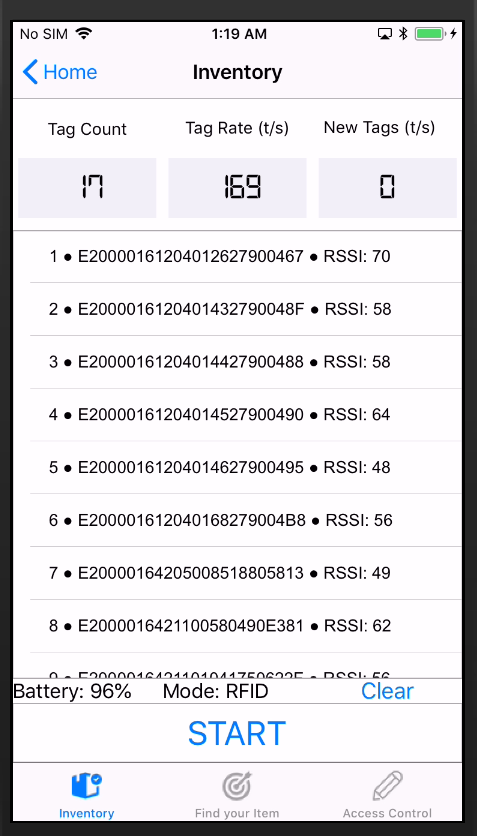 No SIM 1:19 AM
Home Inventory
Tag Count Tag Rate (t/s) New Tags (t/s)
17 169 0
1 ● E20000161204012627900467 ● RSSI: 70
2 ● E2000016120401432790048F ● RSSI: 58
3 ● E20000161204014427900488 ● RSSI: 58
4 ● E20000161204014527900490 ● RSSI: 64
5 ● E20000161204014627900495 ● RSSI: 48
6 ● E200001612040168279004B8 ● RSSI: 56
7 ● E20000164205008518805813 ● RSSI: 49
8 ● E2000016421100580490E381 ● RSSI: 62
9 ● E20000164211010417506225 ● RSSI: 56
Battery: 96% Mode: RFID Clear
START
Inventory Find your Item Access Control